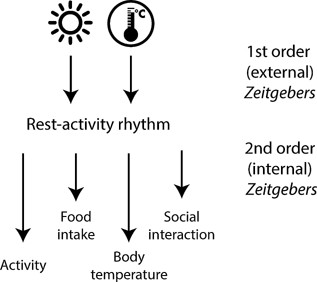 °C
1st order
(external)
Zeitgebers
Rest-activity rhythm
2nd order
(internal)
Zeitgebers
Food
intake
Social
interaction
Activity
Body
temperature